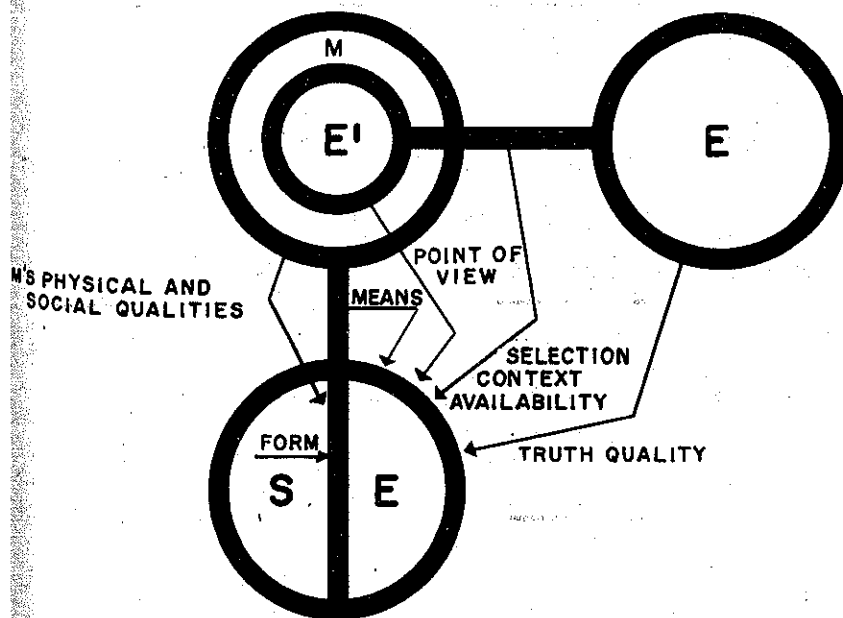 M
E'
E
POINT OF
VIEW
M'S PHYSICAL AND
SOCIAL QUALITIES
MEANS
SELECTION
CONTEXT
AVAILABILITY
FORM
TRUTH QUALITY
S
E